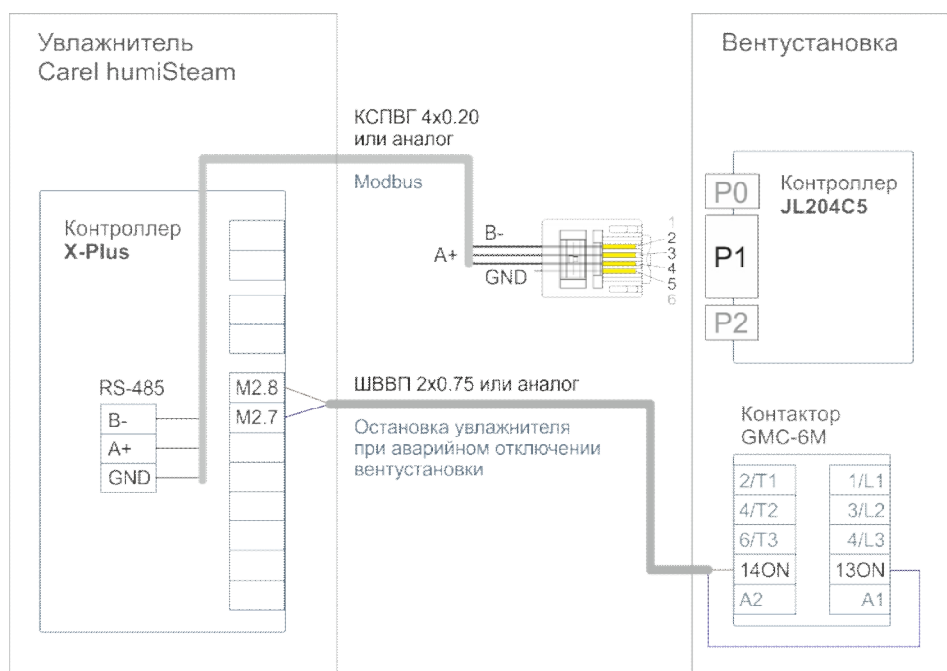 Увлажнитель
Carel humiSteam
Вентустановка
КСПВГ 4x0.20
или аналог
Modbus
Контроллер
X-Plus
Контроллер
JL204C5
P0
P1
P2
B-
A+
GND
1
2
3
4
5
6
RS-485
B-
A+
GND
M2.8
M2.7
ШВВП 2x0.75 или аналог
Остановка увлажнителя
при аварийном отключении
вентустановки
Контактор
GMC-6M
2/T1
1/L1
4/T2
3/L2
6/T3
4/L3
14ON
13ON
A2
A1